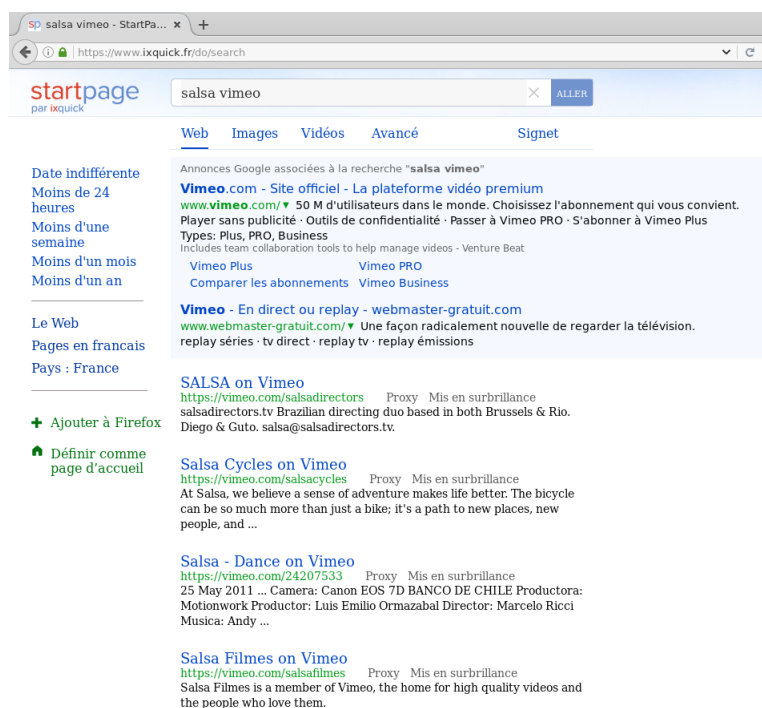 sp salsa vimeo - StartPa... × +
https://www.ixquick.fr/do/search
startpage
par ixquick
salsa vimeo
ALLER
Web Images Vidéos Avancé Signet
Date indifférente
Moins de 24
heures
Moins d'une
semaine
Moins d'un mois
Moins d'un an
Le Web
Pages en francais
Pays : France
Ajouter à Firefox
Définir comme
page d’accueil
Annonces Google associées à la recherche "salsa vimeo"
Vimeo.com - Site officiel - La plateforme vidéo premium
www.vimeo.com/ 50 M d'utilisateurs dans le monde. Choisissez l'abonnement qui vous convient.
Player sans publicité · Outils de confidentialité · Passer à Vimeo PRO · S'abonner à Vimeo Plus
Types: Plus, PRO, Business
Includes team collaboration tools to help manage videos - Venture Beat
Vimeo Plus Vimeo PRO
Comparer les abonnements Vimeo Business
Vimeo - En direct ou replay - webmaster-gratuit.com
www.webmaster-gratuit.com/ Une façon radicalement nouvelle de regarder la télévision.
replay séries · tv direct · replay tv · replay émissions
SALSA on Vimeo
https://vimeo.com/salsadirectors Proxy Mis en surbrillance
salsadirectors.tv Brazilian directing duo based in both Brussels & Rio.
Diego & Guto. salsa@salsadirectors.tv.
Salsa Cycles on Vimeo
https://vimeo.com/salsacycles Proxy Mis en surbrillance
At Salsa, we believe a sense of adventure makes life better. The bicycle
can be so much more than just a bike; it's a path to new places, new
people, and ...
Salsa - Dance on Vimeo
https://vimeo.com/24207533 Proxy Mis en surbrillance
25 May 2011 ... Camera: Canon EOS 7D BANCO DE CHILE Productora:
Motionwork Productor: Luis Emilio Ormazabal Director: Marcelo Ricci
Musica: Andy ...
Salsa Filmes on Vimeo
https://vimeo.com/salsafilmes Proxy Mis en surbrillance
Salsa Filmes is a member of Vimeo, the home for high quality videos and
the people who love them.